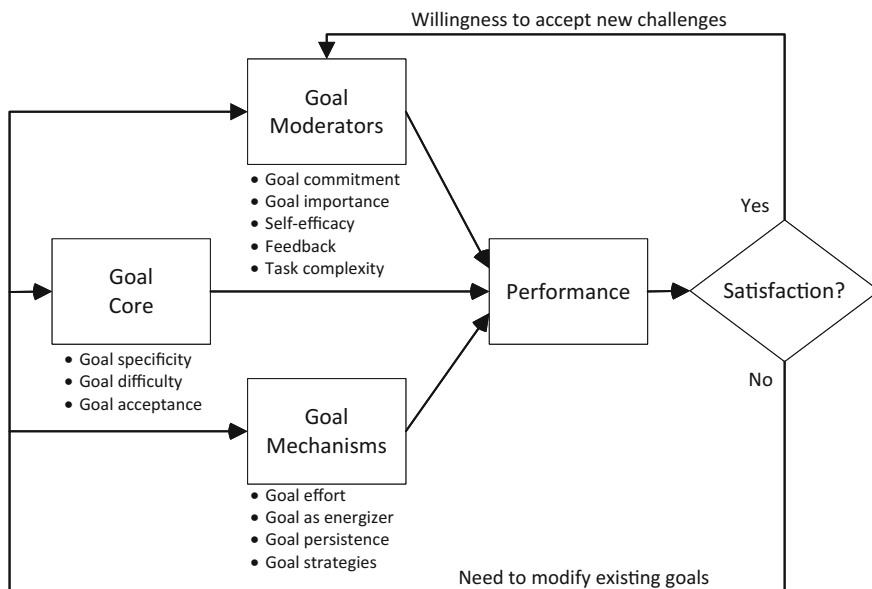 Willingness to accept new challenges
Goal
Moderators
• Goal commitment
• Goal importance
• Self-efficacy
• Feedback
• Task complexity
Yes
Goal
Core
Performance
Satisfaction?
• Goal specificity
• Goal difficulty
• Goal acceptance
No
Goal
Mechanisms
• Goal effort
• Goal as energizer
• Goal persistence
• Goal strategies
Need to modify existing goals